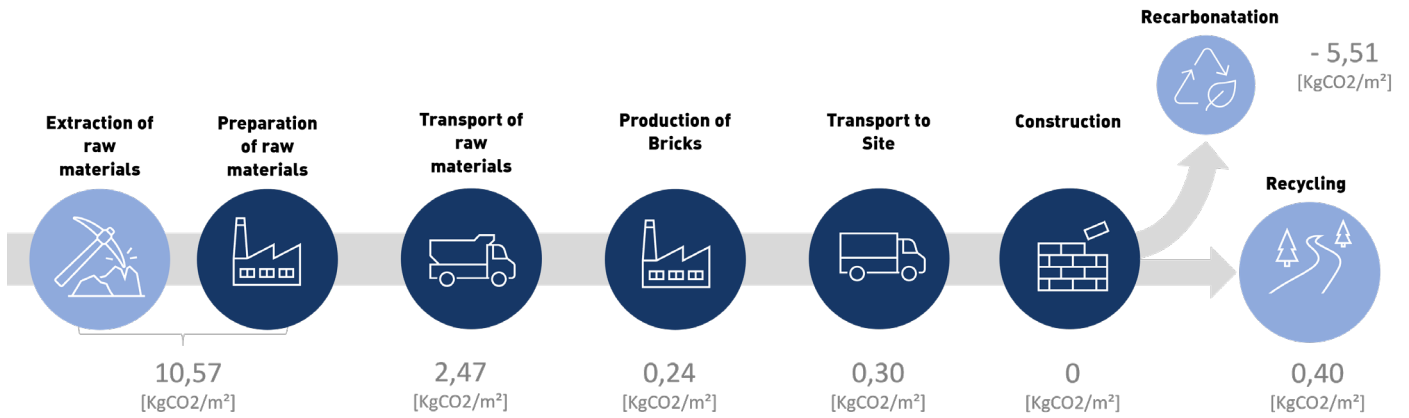 Recarbonatation
- 5,51
[KgCO2/m²]
Extraction of
raw
materials
Preparation
of raw
materials
Transport of
raw
materials
Production of
Bricks
Transport to
Site
Construction
Recycling
10,57
[KgCO2/m²]
2,47
[KgCO2/m²]
0,24
[KgCO2/m²]
0,30
[KgCO2/m²]
0
[KgCO2/m²]
0,40
[KgCO2/m²]